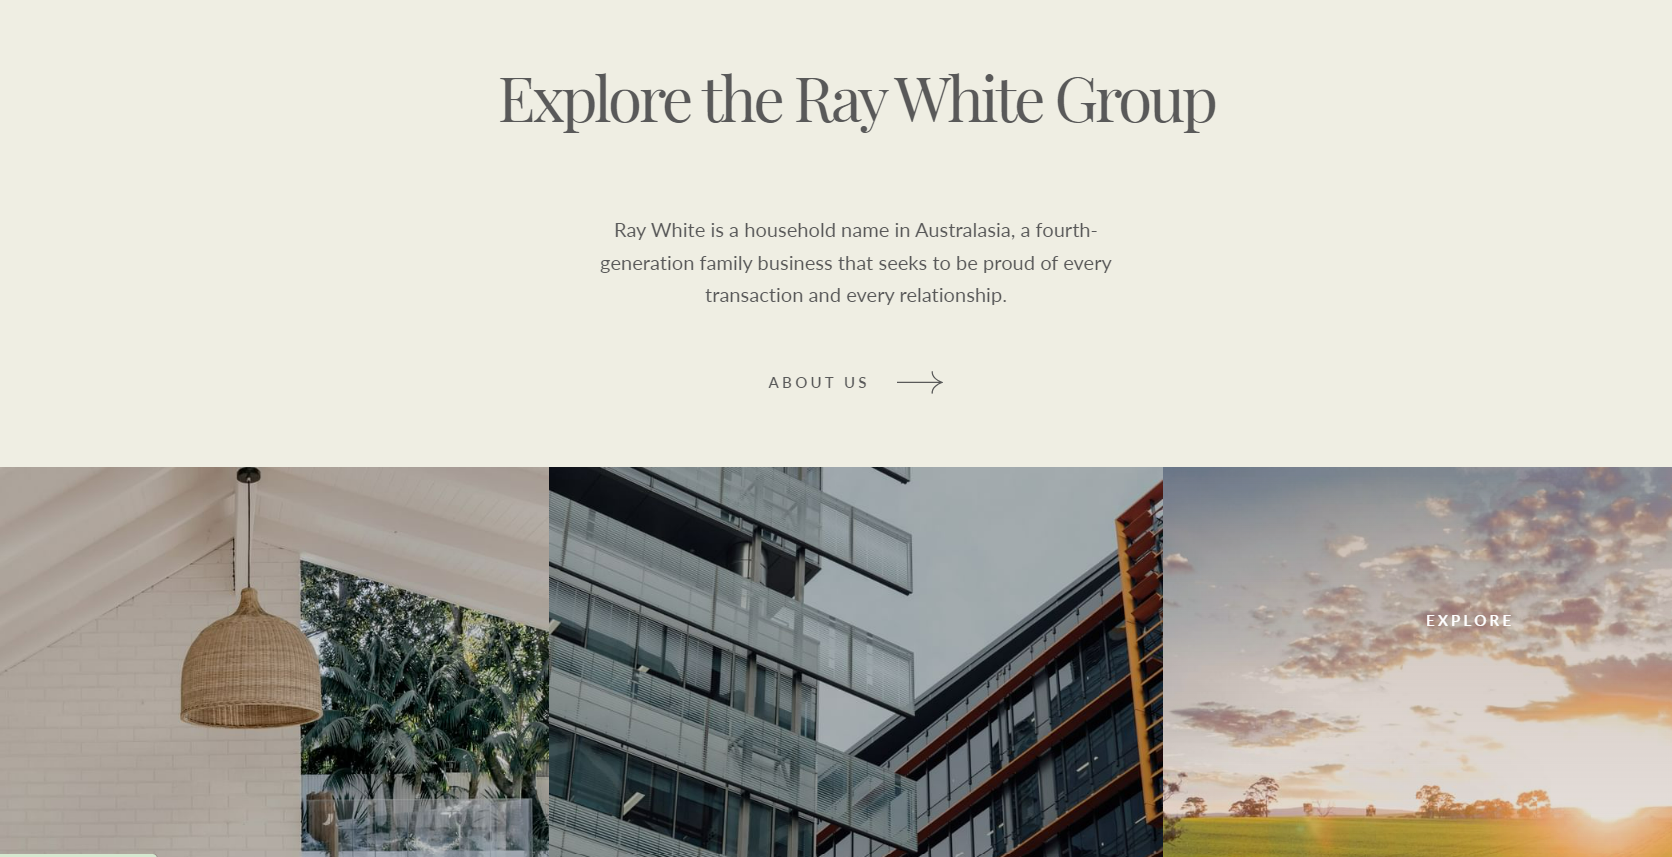 Explore the Ray White Group
Ray White is a household name in Australasia, a fourth-
generation family business that seeks to be proud of every
transaction and every relationship.
ABOUT US
EXPLORE